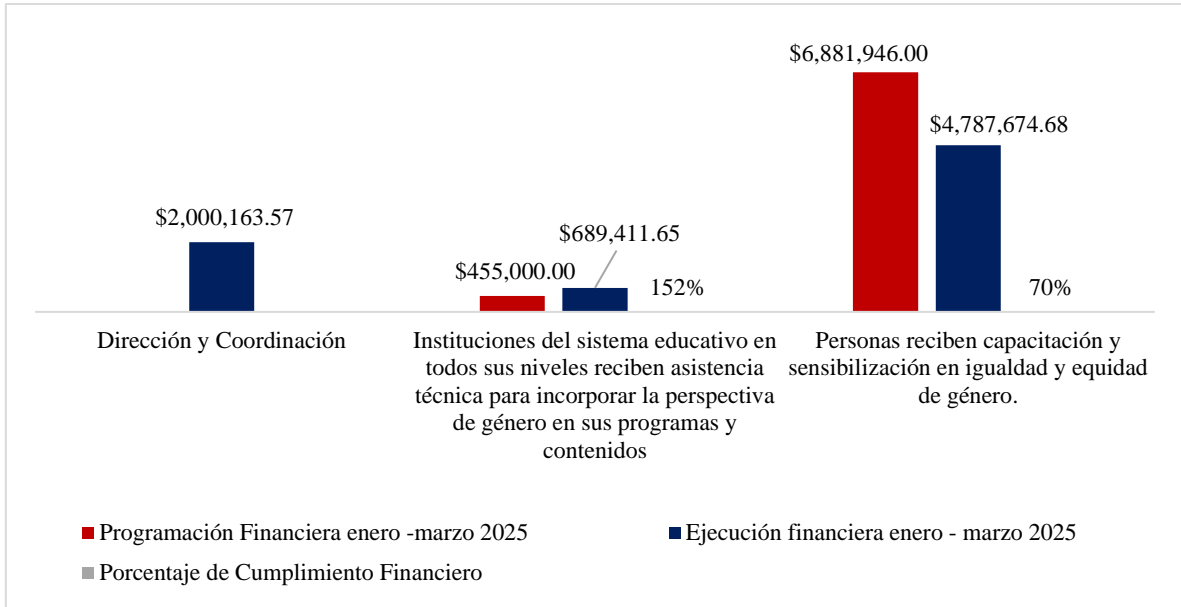 $6,881,946.00
$4,787,674.68
$2,000,163.57
$689,411.65
$455,000.00
152%
70%
Dirección y Coordinación
Instituciones del sistema educativo en
todos sus niveles reciben asistencia
técnica para incorporar la perspectiva
de género en sus programas y
contenidos
Personas reciben capacitación y
sensibilización en igualdad y equidad
de género.
Programación Financiera enero -marzo 2025
Ejecución financiera enero - marzo 2025
Porcentaje de Cumplimiento Financiero